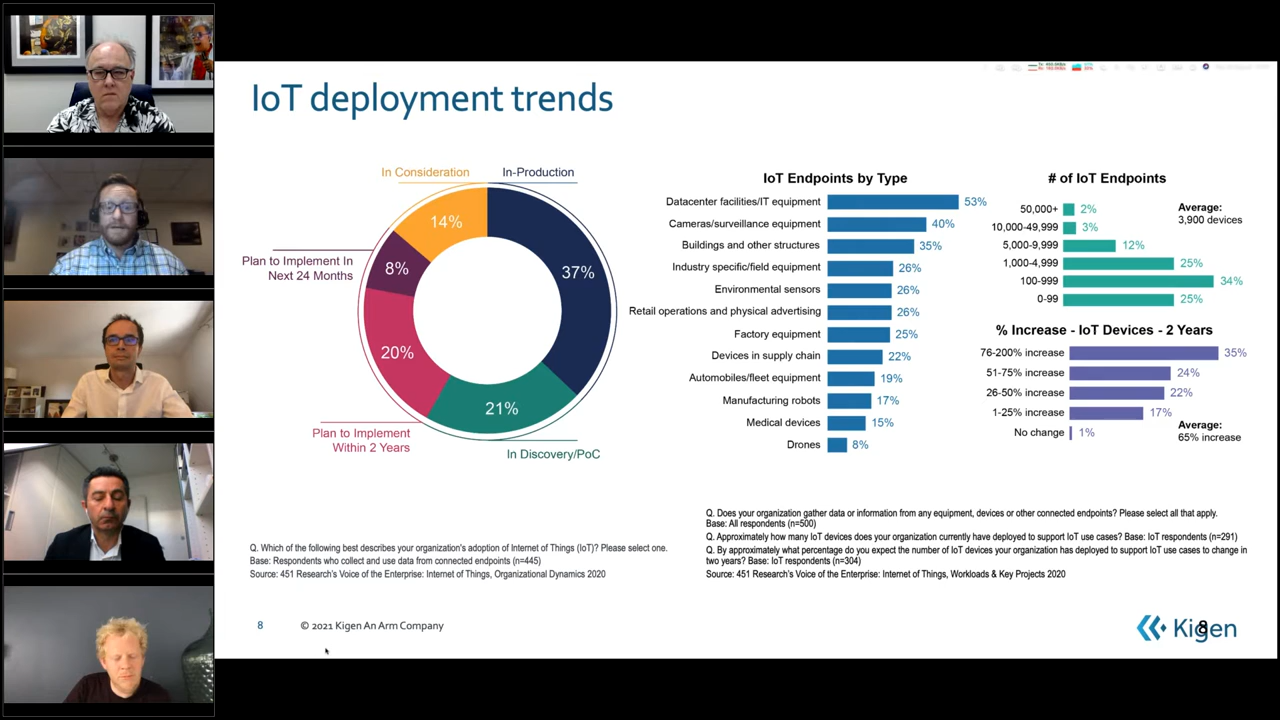 IoT deployment trends
In Consideration
In-Production
14%
37%
Plan to Implement In
Next 24 Months
8%
20%
21%
Plan to Implement
Within 2 Years
In Discovery/PoC
IoT Endpoints by Type
Datacenter facilities/IT equipment 53%
Cameras/surveillance equipment 40%
Buildings and other structures 35%
Industry specific/field equipment 26%
Environmental sensors 26%
Retail operations and physical advertising 26%
Factory equipment 25%
Devices in supply chain 22%
Automobiles/fleet equipment 19%
Manufacturing robots 17%
Medical devices 15%
Drones 8%
# of IoT Endpoints
50,000+ 2%
10,000-49,999 3%
5,000-9,999 12%
1,000-4,999 25%
100-999 34%
0-99 25%
Average:
3,900 devices
% Increase - IoT Devices - 2 Years
76-200% increase 35%
51-75% increase 24%
26-50% increase 22%
1-25% increase 17%
No change 1%
Average:
65% increase
Q. Which of the following best describes your organization's adoption of Internet of Things (IoT)? Please select one.
Base: Respondents who collect and use data from connected endpoints (n=445)
Source: 451 Research's Voice of the Enterprise: Internet of Things, Organizational Dynamics 2020
Q. Does your organization gather data or information from any equipment, devices or other connected endpoints? Please select all that apply.
Base: All respondents (n=500)
Q. Approximately how many IoT devices does your organization currently have deployed to support IoT use cases? Base: IoT respondents (n=291)
Q. By approximately what percentage do you expect the number of IoT devices your organization has deployed to support IoT use cases to change in
two years? Base: IoT respondents (n=304)
Source: 451 Research's Voice of the Enterprise: Internet of Things, Workloads & Key Projects 2020
8
© 2021 Kigen An Arm Company
Kigen
8